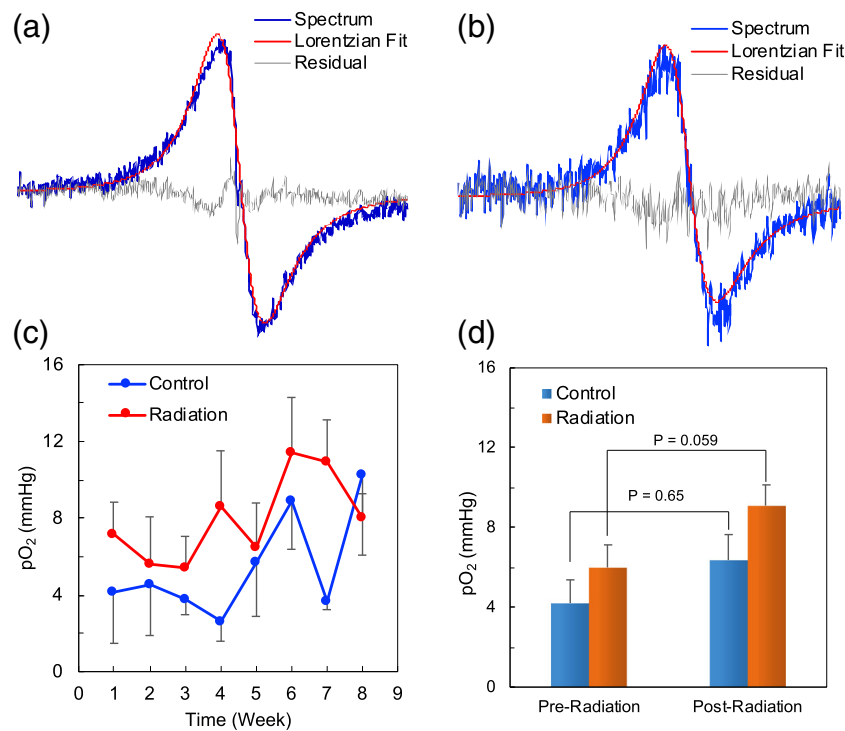 (a)
Spectrum
Lorentzian Fit
Residual
(b)
Spectrum
Lorentzian Fit
Residual
(c)
16
12
8
4
0
pO₂ (mmHg)
Control
Radiation
0 1 2 3 4 5 6 7 8 9
Time (Week)
(d)
16
12
8
4
0
pO₂ (mmHg)
Control
Radiation
P = 0.059
P = 0.65
Pre-Radiation Post-Radiation